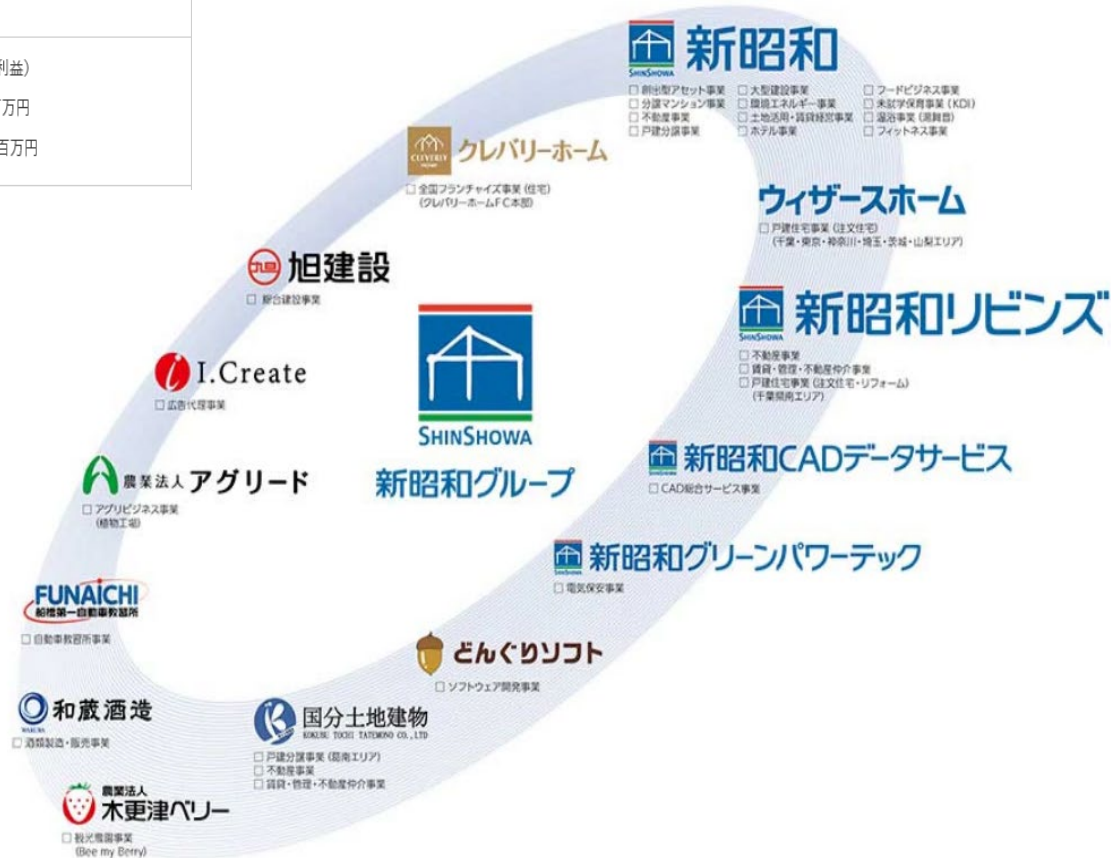 利益)
万円
百万円
新昭和
SHINSHOWA
□ 創出型アセット事業 □ 大型建設事業 □ フードビジネス事業
□ 分譲マンション事業 □ 環境エネルギー事業 □ 未就学保育事業 (KDI)
□ 不動産事業 □ 土地活用・賃貸経営事業 □ 温浴事業
□ 戸建分譲事業 □ ホテル事業 □ フィットネス事業
CLEVERLY HOME
クレバリーホーム
□ 全国フランチャイズ事業 (住宅)
(クレバリーホームFC本部)
ウィザースホーム
□ 戸建住宅事業 (注文住宅)
(千葉・東京・神奈川・埼玉・茨城・山梨エリア)
旭建設
□ 総合建設事業
新昭和リビンズ
SHINSHOWA
□ 不動産事業
□ 賃貸・管理・不動産仲介事業
□ 戸建住宅事業 (注文住宅・リフォーム)
(千葉県南エリア)
I.Create
□ 広告代理事業
SHINSHOWA
新昭和グループ
新昭和CADデータサービス
□ CAD総合サービス事業
農業法人 アグリード
□ アグリビジネス事業
(植物工場)
新昭和グリーンパワーテック
□ 電気保安事業
FUNAICHI
船橋第一自動車教習所
□ 自動車教習所事業
どんぐりソフト
□ ソフトウェア開発事業
和蔵酒造
WAKURA
□ 酒類製造・販売事業
国分土地建物
KOKUBU TOCHI TATEMONO CO.,LTD
□ 戸建分譲事業 (葛南エリア)
□ 不動産事業
□ 賃貸・管理・不動産仲介事業
農業法人
木更津ベリー
□ 観光農園事業
(Bee my Berry)